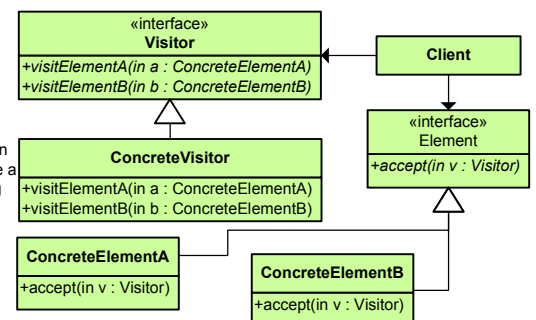 «interface»
Visitor
+visitElementA(in a : ConcreteElementA)
+visitElementB(in b : ConcreteElementB)
Client
«interface»
Element
+accept(in v : Visitor)
n
e a
ConcreteVisitor
+visitElementA(in a : ConcreteElementA)
+visitElementB(in b : ConcreteElementB)
ConcreteElementA
+accept(in v : Visitor)
ConcreteElementB
+accept(in v : Visitor)